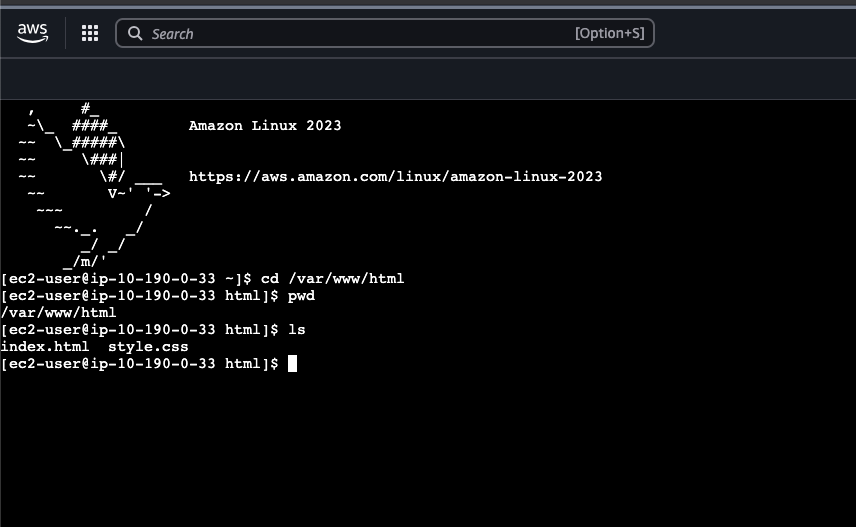 aws
Search [Option+S]
   ,     #_
   ~\_  ####_        Amazon Linux 2023
  ~~  \_#####\
  ~~     \###|
  ~~       \#/ ___   https://aws.amazon.com/linux/amazon-linux-2023
   ~~       V~' '->
    ~~~         /
      ~~._.   _/
         _/ _/
       _/m/'
[ec2-user@ip-10-190-0-33 ~]$ cd /var/www/html
[ec2-user@ip-10-190-0-33 html]$ pwd
/var/www/html
[ec2-user@ip-10-190-0-33 html]$ ls
index.html  style.css
[ec2-user@ip-10-190-0-33 html]$